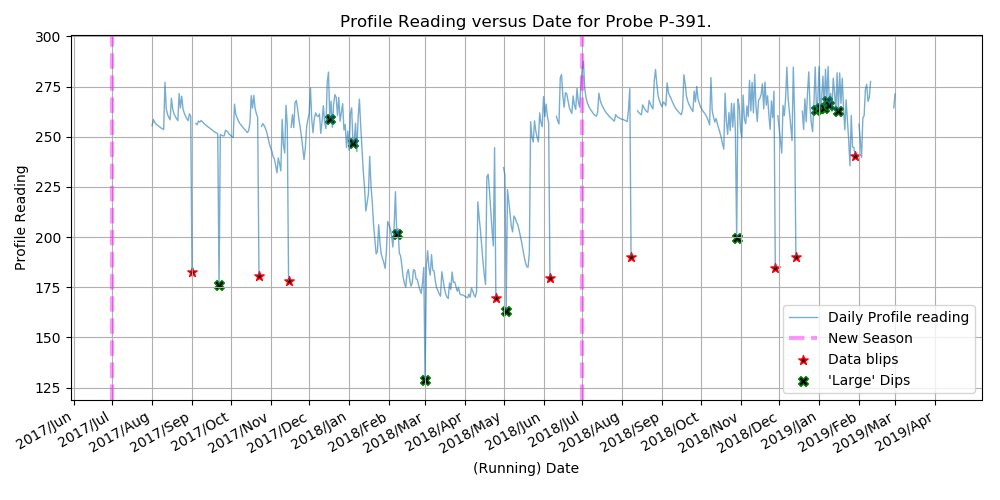 Profile Reading versus Date for Probe P-391.
Profile Reading
300
275
250
225
200
175
150
125
2017/Jun
2017/Jul
2017/Aug
2017/Sep
2017/Oct
2017/Nov
2017/Dec
2018/Jan
2018/Feb
2018/Mar
2018/Apr
2018/May
2018/Jun
2018/Jul
2018/Aug
2018/Sep
2018/Oct
2018/Nov
2018/Dec
2019/Jan
2019/Feb
2019/Mar
2019/Apr
(Running) Date
Daily Profile reading
New Season
Data blips
'Large' Dips